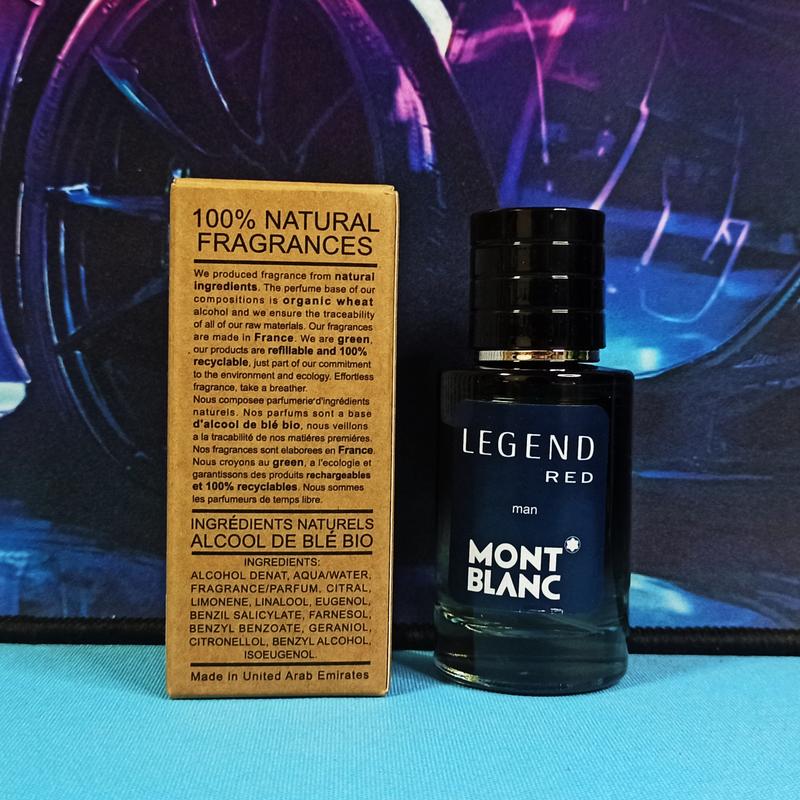 100% NATURAL
FRAGRANCES
We produced fragrance from natural
ingredients. The perfume base of our
compositions is organic wheat
alcohol and we ensure the traceability
of all of our raw materials. Our fragrances
are made in France. We are green,
our products are refillable and 100%
recyclable, just part of our commitment
to the environment and ecology. Effortless
fragrance, take a breather.
Nous composee parfumerie'd'ingrédients
naturels. Nos parfums sont a base
d'alcool de blé bio, nous veillons
a la tracabilité de nos matiéres premiéres.
Nos fragrances sont elaborees en France.
Nous croyons au green, a l'ecologie et
garantissons des produits rechargeables
et 100% recyclables. Nous sommes
les parfumeurs de temps libre.
INGRÉDIENTS NATURELS
ALCOOL DE BLÉ BIO
INGREDIENTS:
ALCOHOL DENAT, AQUA/WATER,
FRAGRANCE/PARFUM. CITRAL,
LIMONENE, LINALOOL, EUGENOL,
BENZIL SALICYLATE, FARNESOL,
BENZYL BENZOATE, GERANIOL,
CITRONELLOL, BENZYL ALCOHOL,
ISOEUGENOL.
Made in United Arab Emirates
LEGEND
RED
man
MONT
BLANC